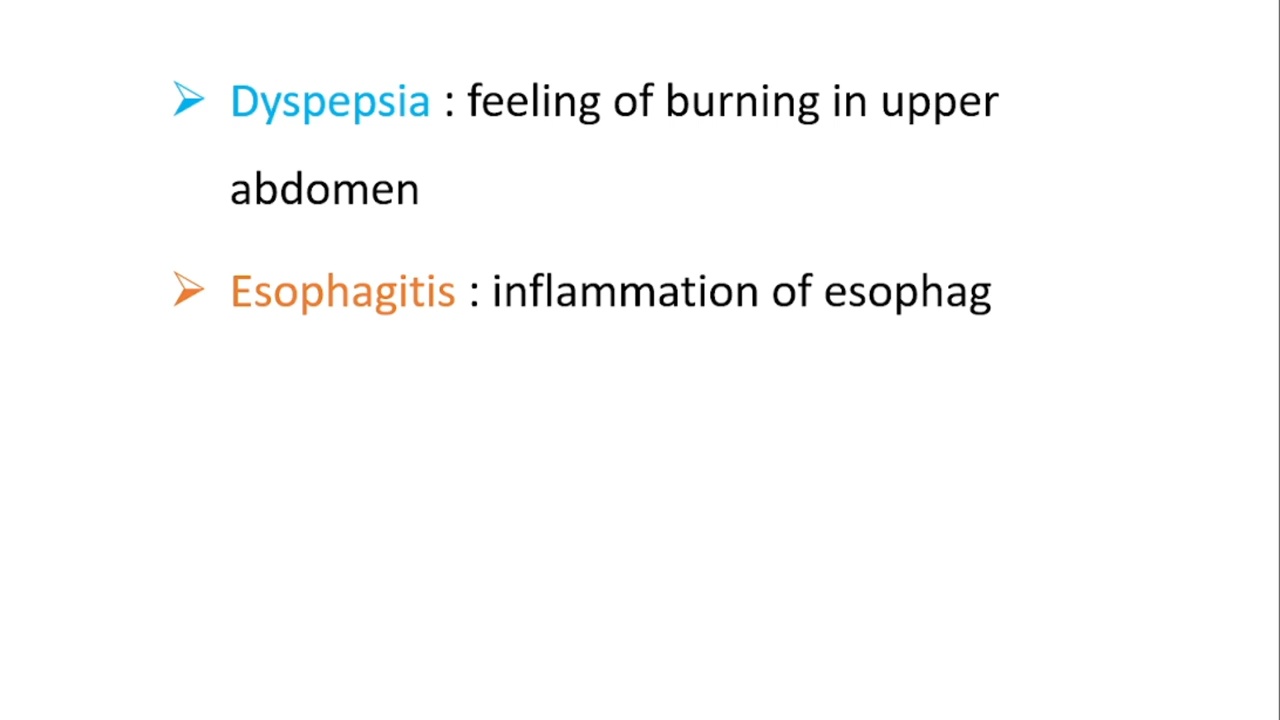 ➢ Dyspepsia : feeling of burning in upper
abdomen
➢ Esophagitis : inflammation of esophag